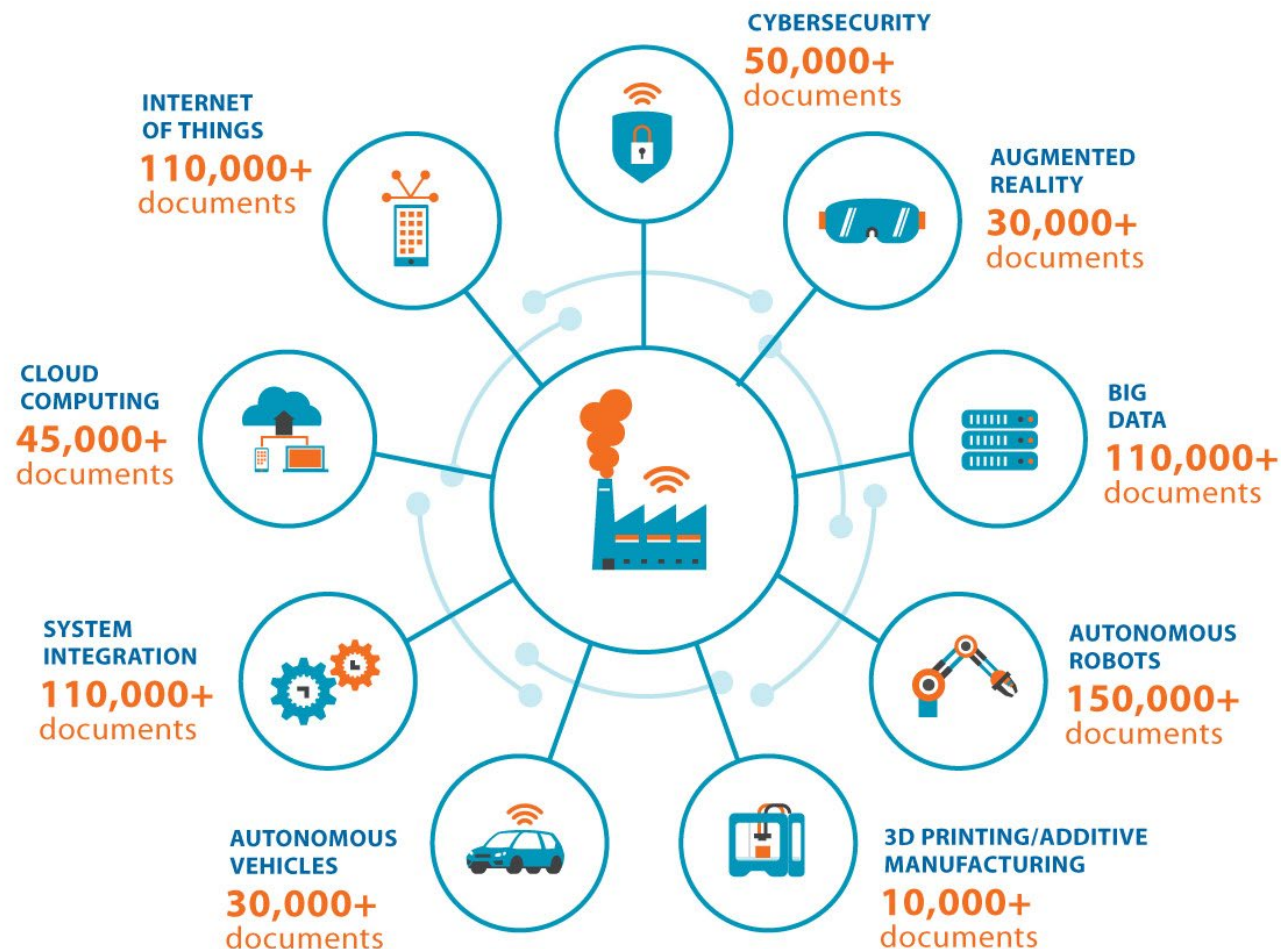 CYBERSECURITY
50,000+
documents
INTERNET
OF THINGS
110,000+
documents
AUGMENTED
REALITY
30,000+
documents
CLOUD
COMPUTING
45,000+
documents
BIG
DATA
110,000+
documents
SYSTEM
INTEGRATION
110,000+
documents
AUTONOMOUS
ROBOTS
150,000+
documents
AUTONOMOUS
VEHICLES
30,000+
documents
3D PRINTING/ADDITIVE
MANUFACTURING
10,000+
documents